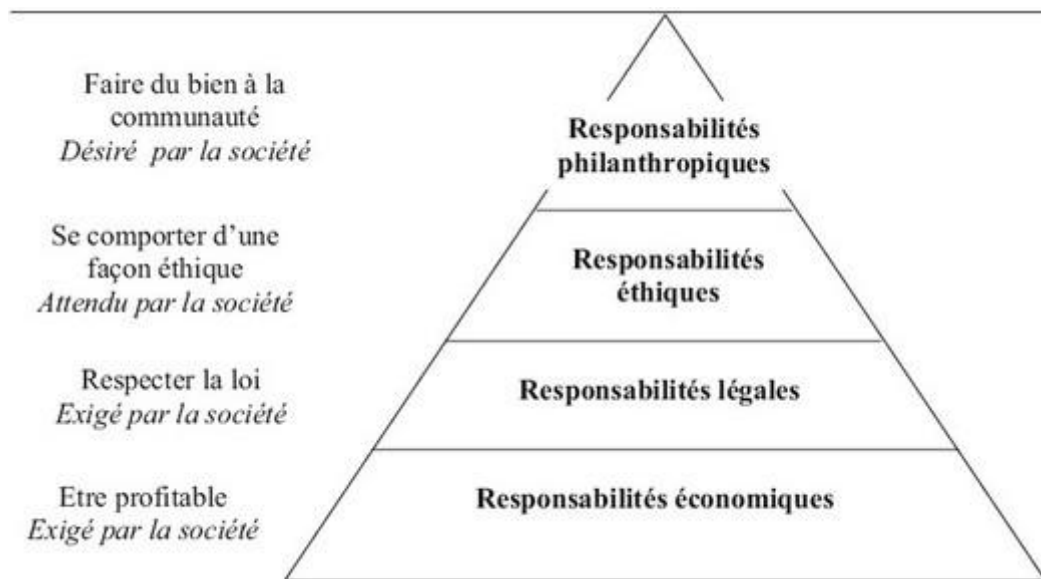 Faire du bien à la
communauté
Désiré par la société
Responsabilités
philanthropiques
Se comporter d’une
façon éthique
Attendu par la société
Responsabilités
éthiques
Respecter la loi
Exigé par la société
Responsabilités légales
Etre profitable
Exigé par la société
Responsabilités économiques